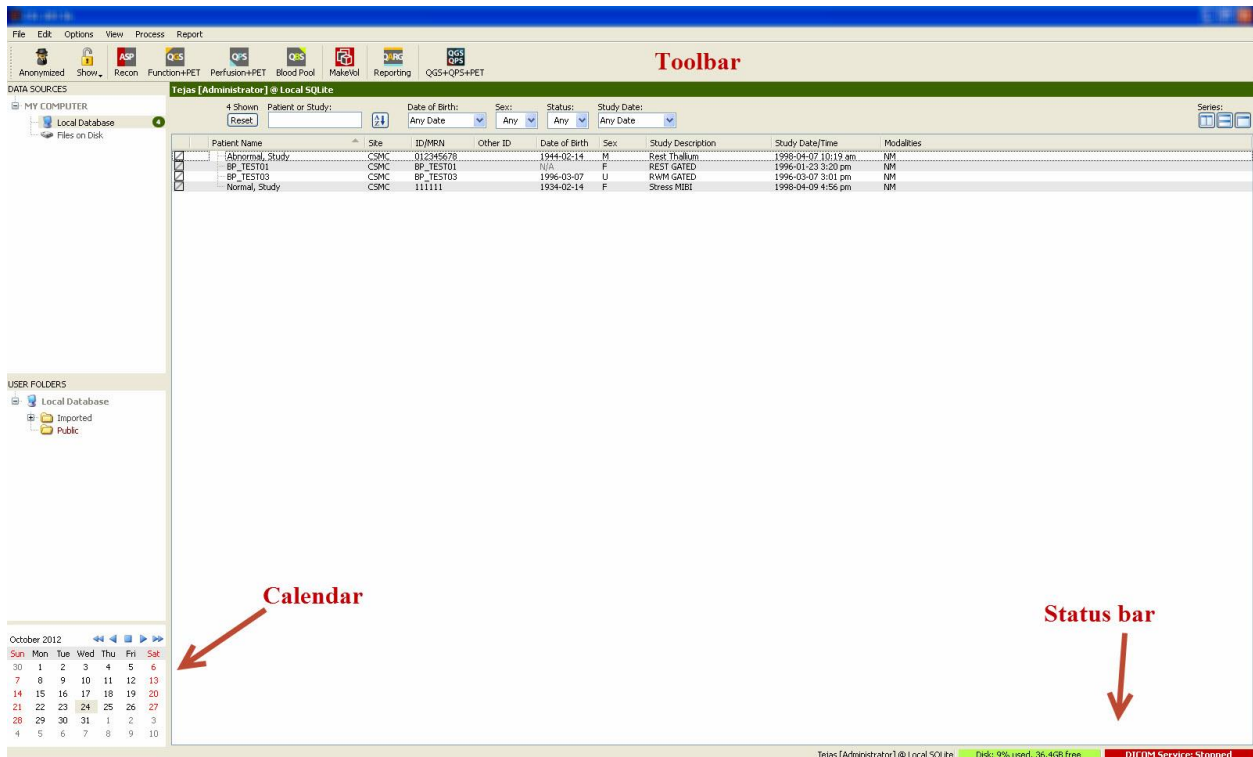 File Edit Options View Process Report
ASP QGS QPS QBS QARG QGS QPS
Anonymized Show Recon Function+PET Perfusion+PET Blood Pool MakeVol Reporting QGS+QPS+PET
Toolbar
DATA SOURCES
Tejas [Administrator] @ Local SQLite
MY COMPUTER
Local Database 4
Files on Disk
4 Shown Patient or Study: Date of Birth: Sex: Status: Study Date: Series:
Reset Any Date Any Any Any Date
Patient Name Site ID/MRN Other ID Date of Birth Sex Study Description Study Date/Time Modalities
Abnormal, Study CSMC 012345678 1944-02-14 M Rest Thallium 1998-04-07 10:19 am NM
BP_TEST01 CSMC BP_TEST01 N/A F REST GATED 1996-01-23 3:20 pm NM
BP_TEST03 CSMC BP_TEST03 1996-03-07 U RWM GATED 1996-03-07 3:01 pm NM
Normal, Study CSMC 111111 1934-02-14 F Stress MIBI 1998-04-09 4:56 pm NM
USER FOLDERS
Local Database
Imported
Public
Calendar
Status bar
October 2012
Sun Mon Tue Wed Thu Fri Sat
30 1 2 3 4 5 6
7 8 9 10 11 12 13
14 15 16 17 18 19 20
21 22 23 24 25 26 27
28 29 30 31 1 2 3
4 5 6 7 8 9 10
Tejas [Administrator] @ Local SQLite Disk: 9% used, 36.4GB free DICOM Service: Stopped